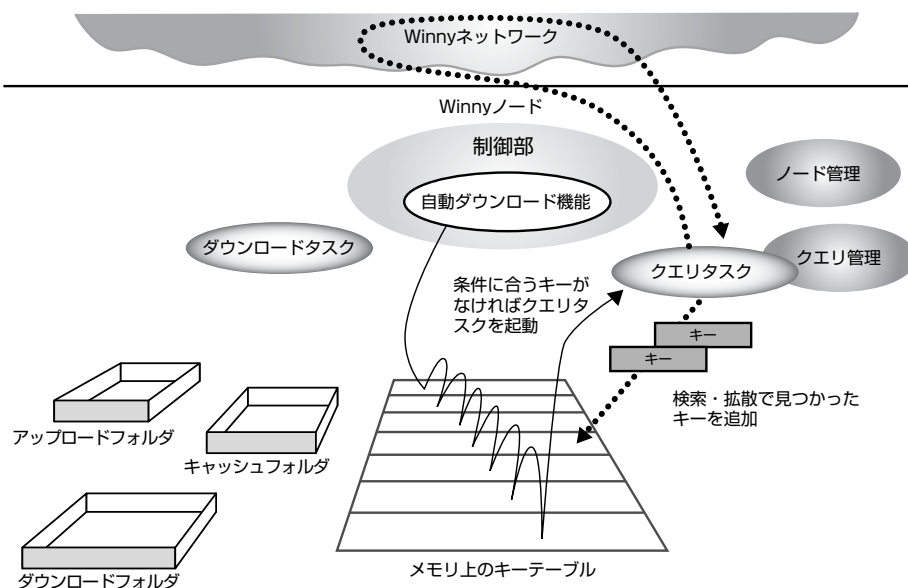 Winnyネットワーク
Winnyノード
制御部
自動ダウンロード機能
ノード管理
ダウンロードタスク
クエリタスク
クエリ管理
条件に合うキーが
なければクエリタ
スクを起動
キー
キー
検索・拡散で見つかった
キーを追加
アップロードフォルダ
キャッシュフォルダ
ダウンロードフォルダ
メモリ上のキーテーブル